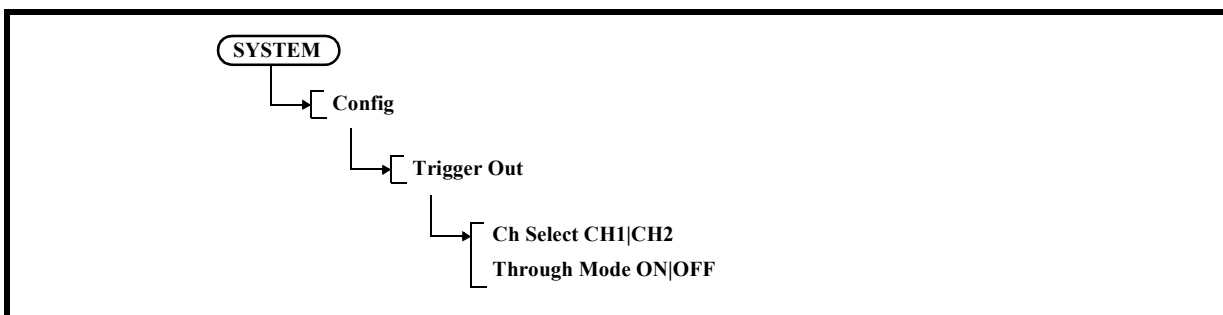 SYSTEM
Config
Trigger Out
Ch Select CH1|CH2
Through Mode ON|OFF